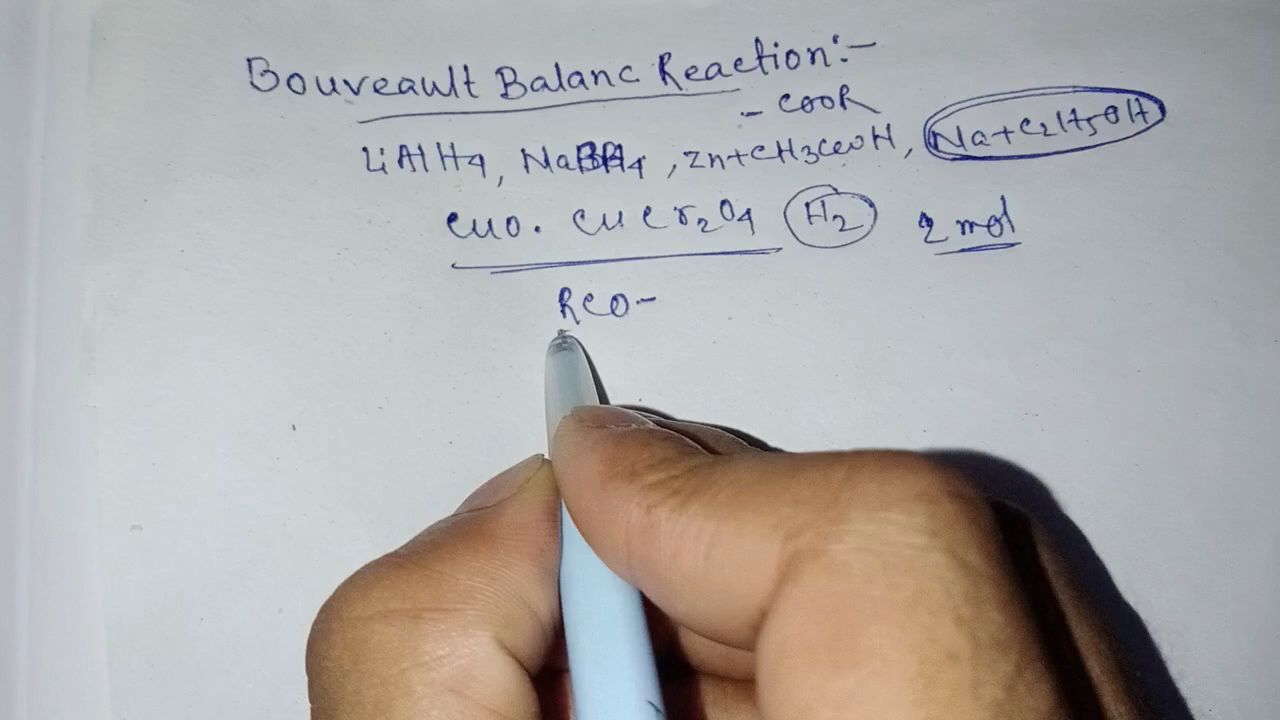 Bouveault Balanc Reaction:-
- COOR
LiAlH4, NaBH4, Zn+CH3COOH, Na+C2H5OH
CuO. CuCr2O4 H2 2 mol
RCO-